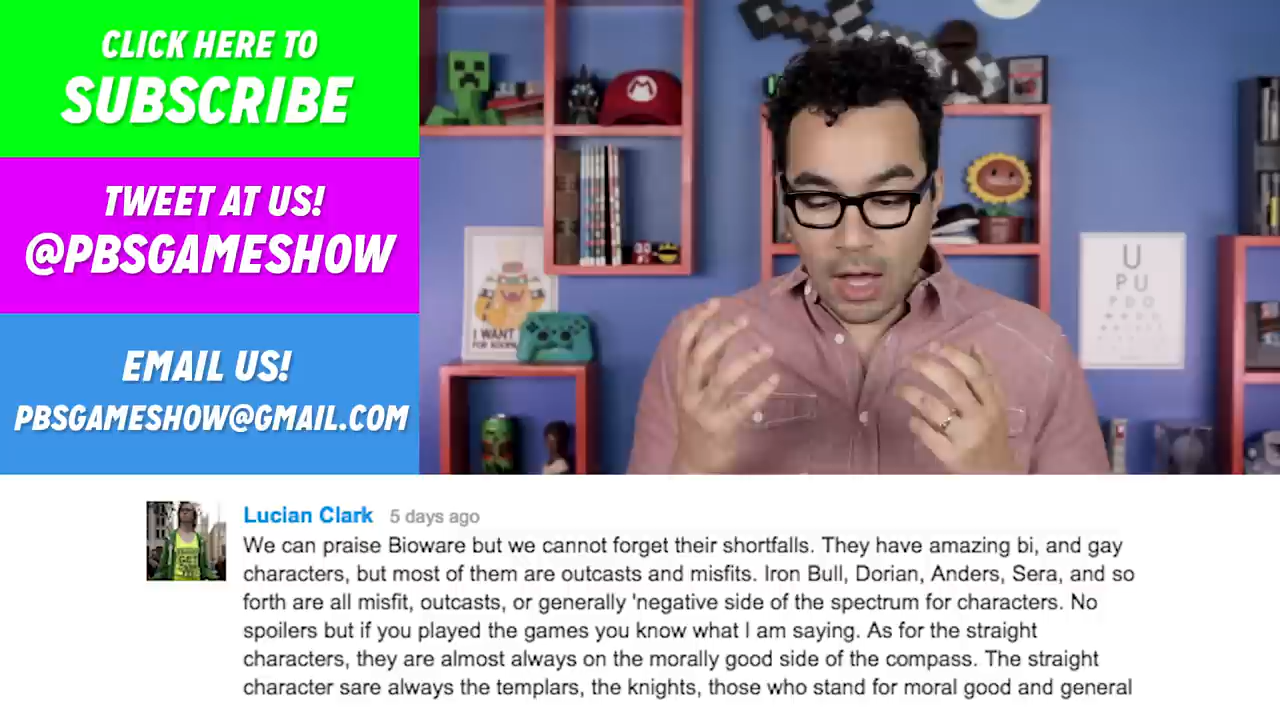 CLICK HERE TO
SUBSCRIBE
TWEET AT US!
@PBSGAMESHOW
EMAIL US!
PBSGAMESHOW@GMAIL.COM
I WANT
U
P U
P D O
Lucian Clark 5 days ago
We can praise Bioware but we cannot forget their shortfalls. They have amazing bi, and gay
characters, but most of them are outcasts and misfits. Iron Bull, Dorian, Anders, Sera, and so
forth are all misfit, outcasts, or generally 'negative side of the spectrum for characters. No
spoilers but if you played the games you know what I am saying. As for the straight
characters, they are almost always on the morally good side of the compass. The straight
character sare always the templars, the knights, those who stand for moral good and general